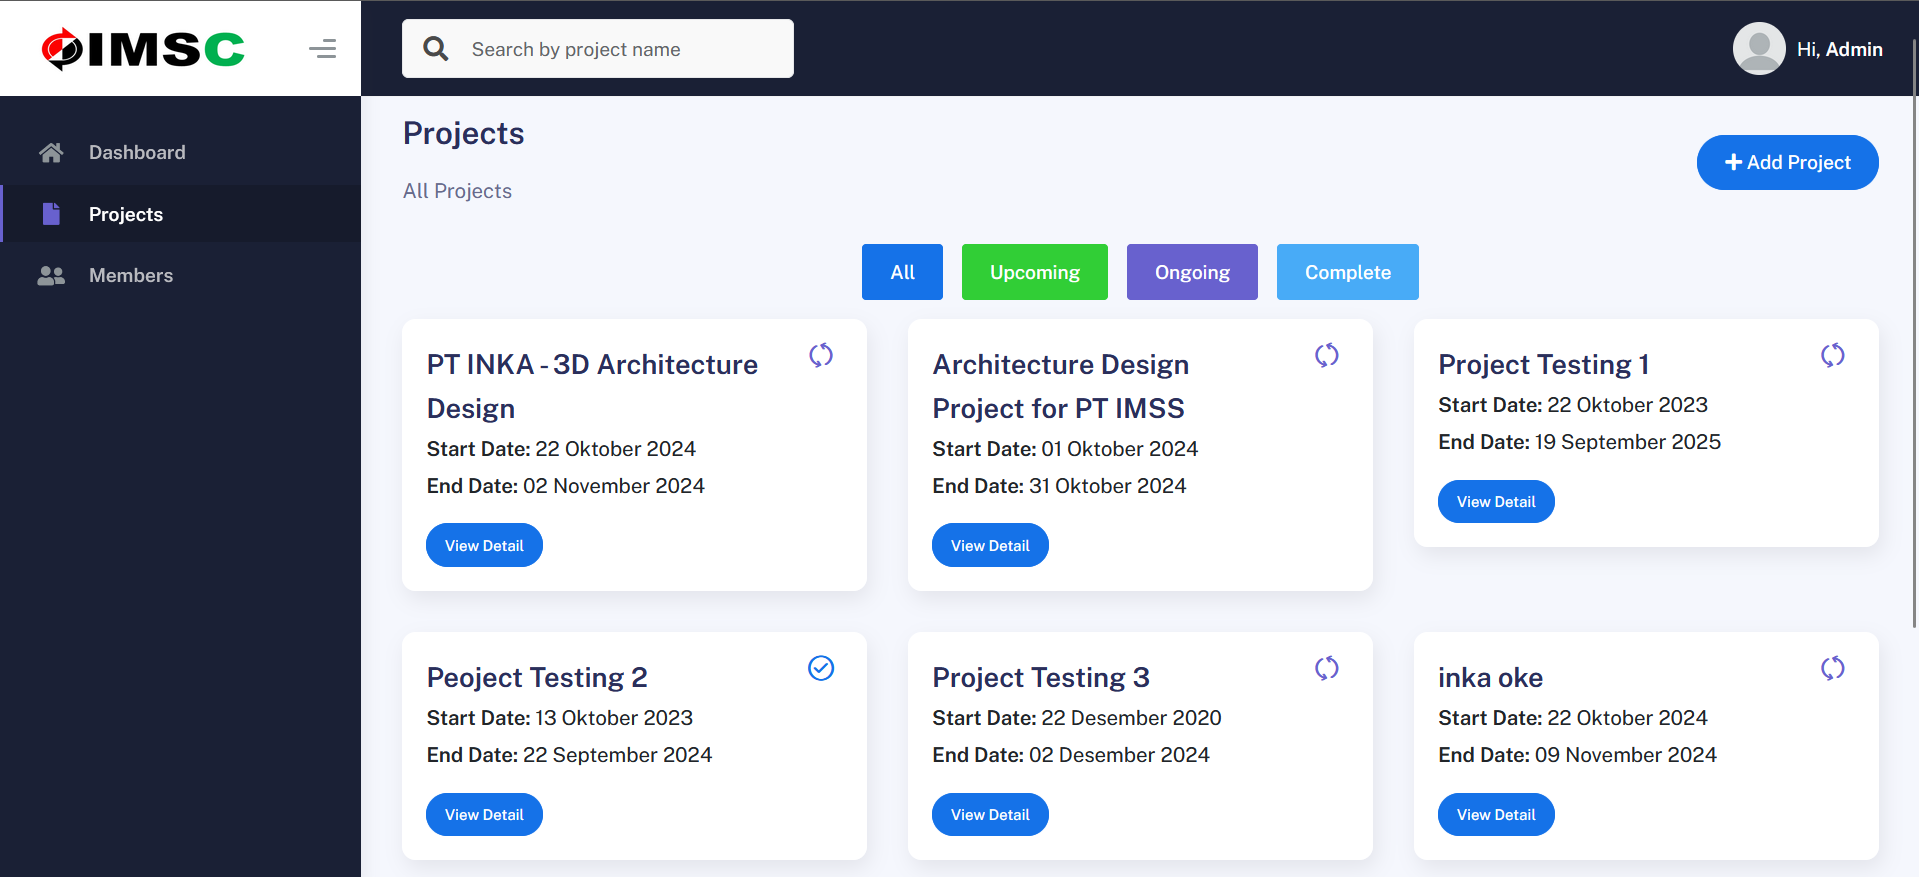 IMSC
Search by project name
Hi, Admin
Dashboard
Projects
Members
Projects
All Projects
Add Project
All
Upcoming
Ongoing
Complete
PT INKA - 3D Architecture
Design
Start Date: 22 Oktober 2024
End Date: 02 November 2024
View Detail
Architecture Design
Project for PT IMSS
Start Date: 01 Oktober 2024
End Date: 31 Oktober 2024
View Detail
Project Testing 1
Start Date: 22 Oktober 2023
End Date: 19 September 2025
View Detail
Peoject Testing 2
Start Date: 13 Oktober 2023
End Date: 22 September 2024
View Detail
Project Testing 3
Start Date: 22 Desember 2020
End Date: 02 Desember 2024
View Detail
inka oke
Start Date: 22 Oktober 2024
End Date: 09 November 2024
View Detail